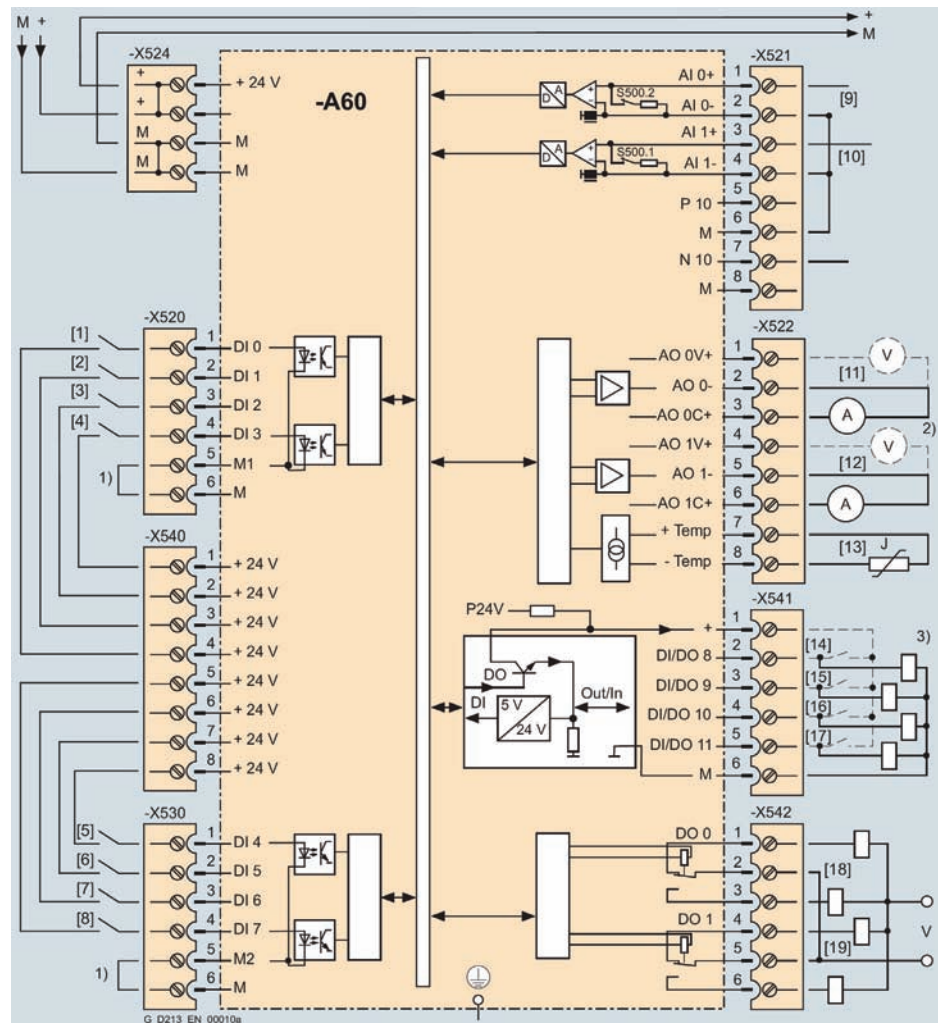 M +
+
M
-X524
+
+ 24 V
+
M
M
M
M
-A60
-X521
AI 0+ 1
D A + - S500.2
AI 0- 2
[9]
AI 1+ 3
D A + - S500.1
AI 1- 4
[10]
P 10 5
M 6
N 10 7
M 8
-X520
[1] 1 DI 0
[2] 2 DI 1
[3] 3 DI 2
[4] 4 DI 3
1) 5 M1
6 M
-X522
AO 0V+ 1 V
AO 0- 2 [11]
AO 0C+ 3 A 2)
AO 1V+ 4 V
AO 1- 5 [12]
AO 1C+ 6 A
+ Temp 7
- Temp 8 [13] J
-X540
1 + 24 V
2 + 24 V
3 + 24 V
4 + 24 V
5 + 24 V
6 + 24 V
7 + 24 V
8 + 24 V
-X541
P24V
+ 1
DI/DO 8 2 [14] 3)
DI/DO 9 3 [15]
DI/DO 10 4 [16]
DI/DO 11 5 [17]
M 6
DO
DI
5 V
24 V
Out/In
-X530
[5] 1 DI 4
[6] 2 DI 5
[7] 3 DI 6
[8] 4 DI 7
1) 5 M2
6 M
-X542
DO 0 1
2 [18]
3
DO 1 4 V
5 [19]
6
G_D213_EN_00010a